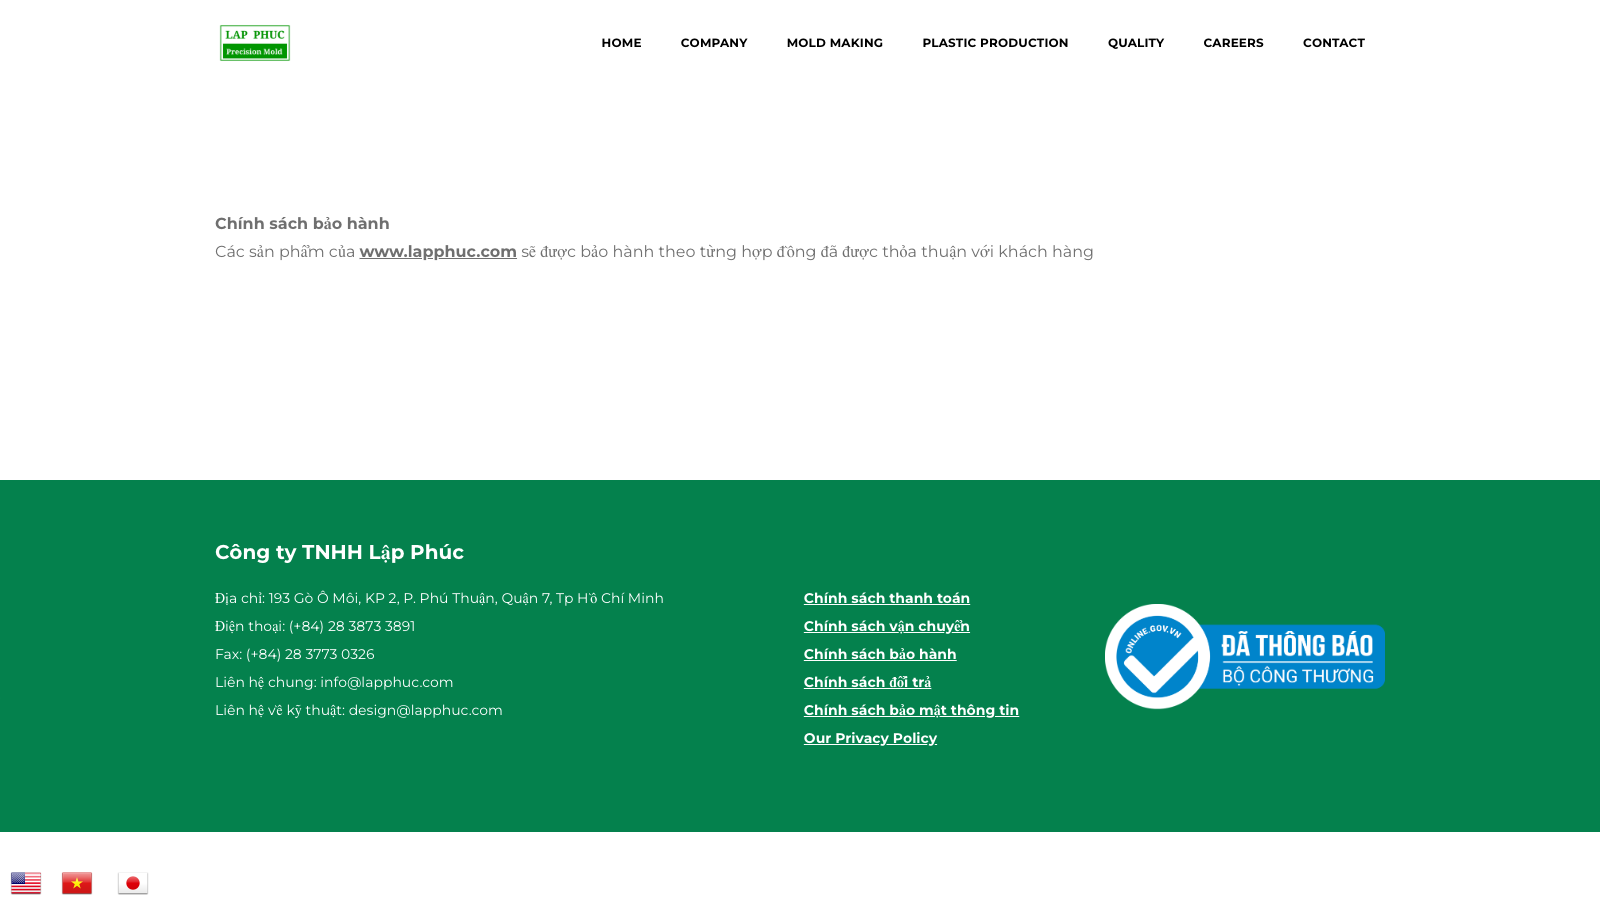 LAP PHUC
Precision Mold
HOME COMPANY MOLD MAKING PLASTIC PRODUCTION QUALITY CAREERS CONTACT
Chính sách bảo hành
Các sản phẩm của www.lapphuc.com sẽ được bảo hành theo từng hợp đồng đã được thỏa thuận với khách hàng
Công ty TNHH Lập Phúc
Địa chỉ: 193 Gò Ô Môi, KP 2, P. Phú Thuận, Quận 7, Tp Hồ Chí Minh
Điện thoại: (+84) 28 3873 3891
Fax: (+84) 28 3773 0326
Liên hệ chung: info@lapphuc.com
Liên hệ về kỹ thuật: design@lapphuc.com
Chính sách thanh toán
Chính sách vận chuyển
Chính sách bảo hành
Chính sách đổi trả
Chính sách bảo mật thông tin
Our Privacy Policy
ONLINE.GOV.VN
ĐÃ THÔNG BÁO
BỘ CÔNG THƯƠNG